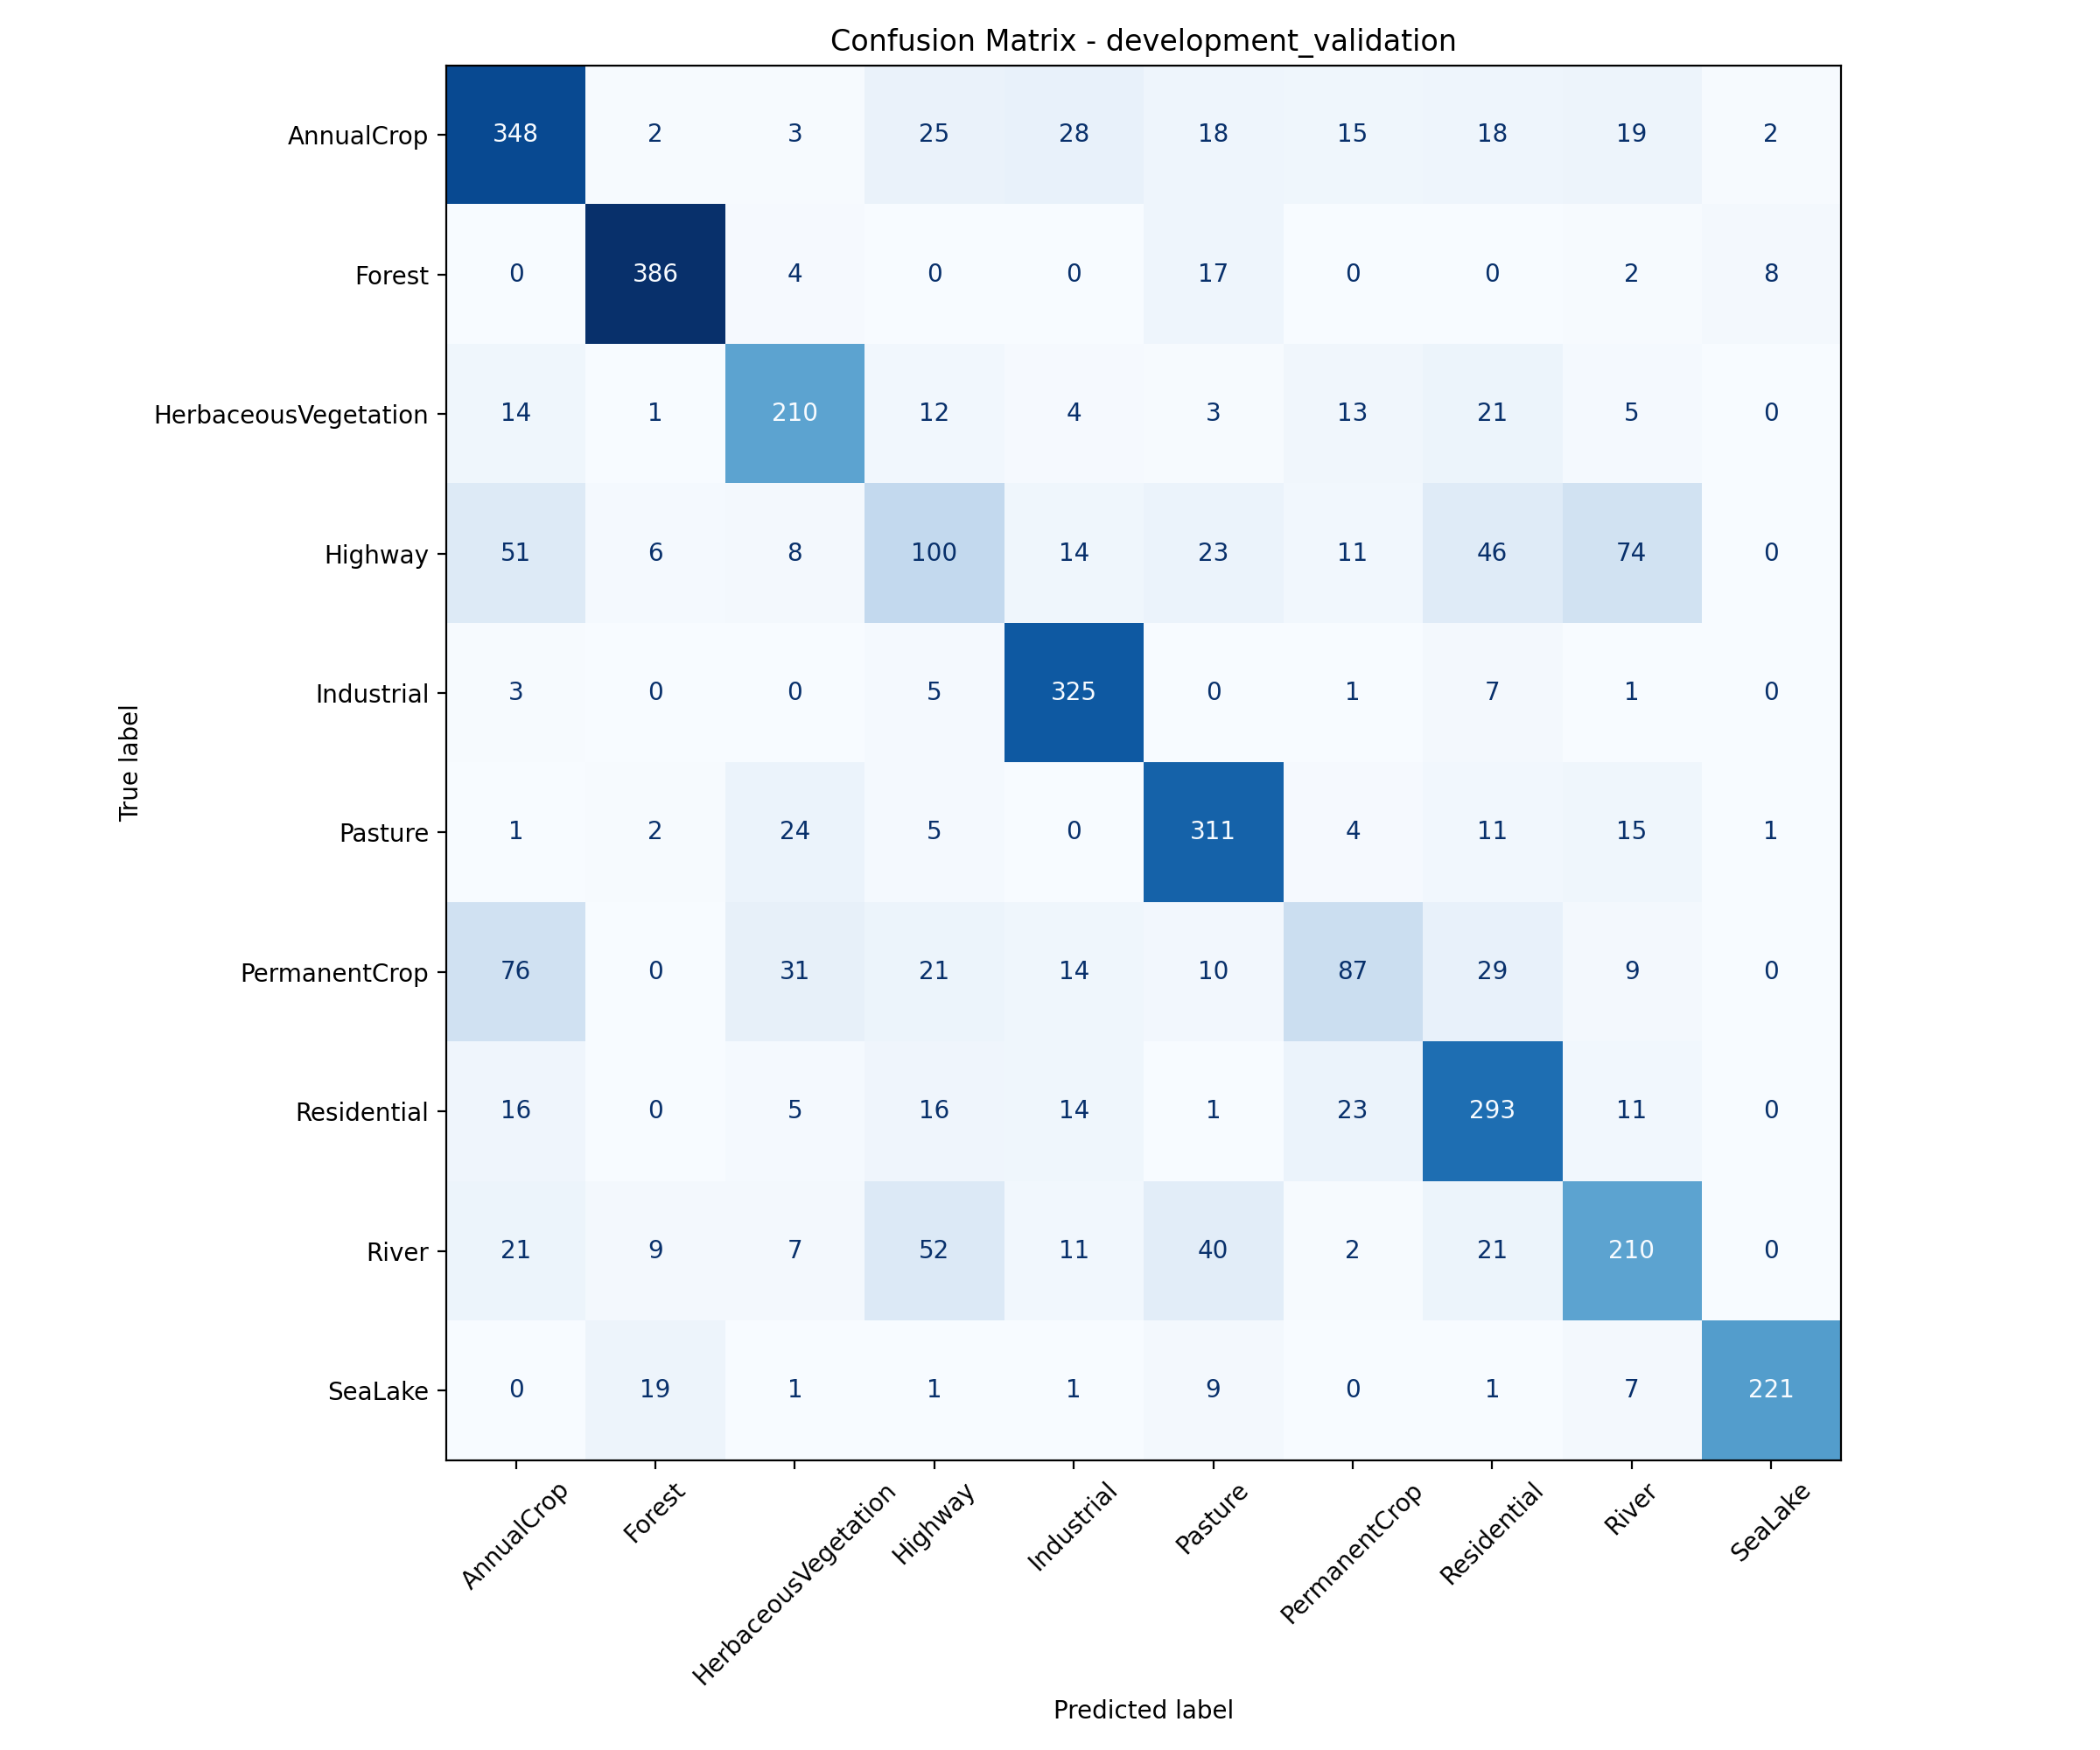 Confusion Matrix - development_validation
True label
AnnualCrop 348 2 3 25 28 18 15 18 19 2
Forest 0 386 4 0 0 17 0 0 2 8
HerbaceousVegetation 14 1 210 12 4 3 13 21 5 0
Highway 51 6 8 100 14 23 11 46 74 0
Industrial 3 0 0 5 325 0 1 7 1 0
Pasture 1 2 24 5 0 311 4 11 15 1
PermanentCrop 76 0 31 21 14 10 87 29 9 0
Residential 16 0 5 16 14 1 23 293 11 0
River 21 9 7 52 11 40 2 21 210 0
SeaLake 0 19 1 1 1 9 0 1 7 221
AnnualCrop Forest HerbaceousVegetation Highway Industrial Pasture PermanentCrop Residential River SeaLake
Predicted label